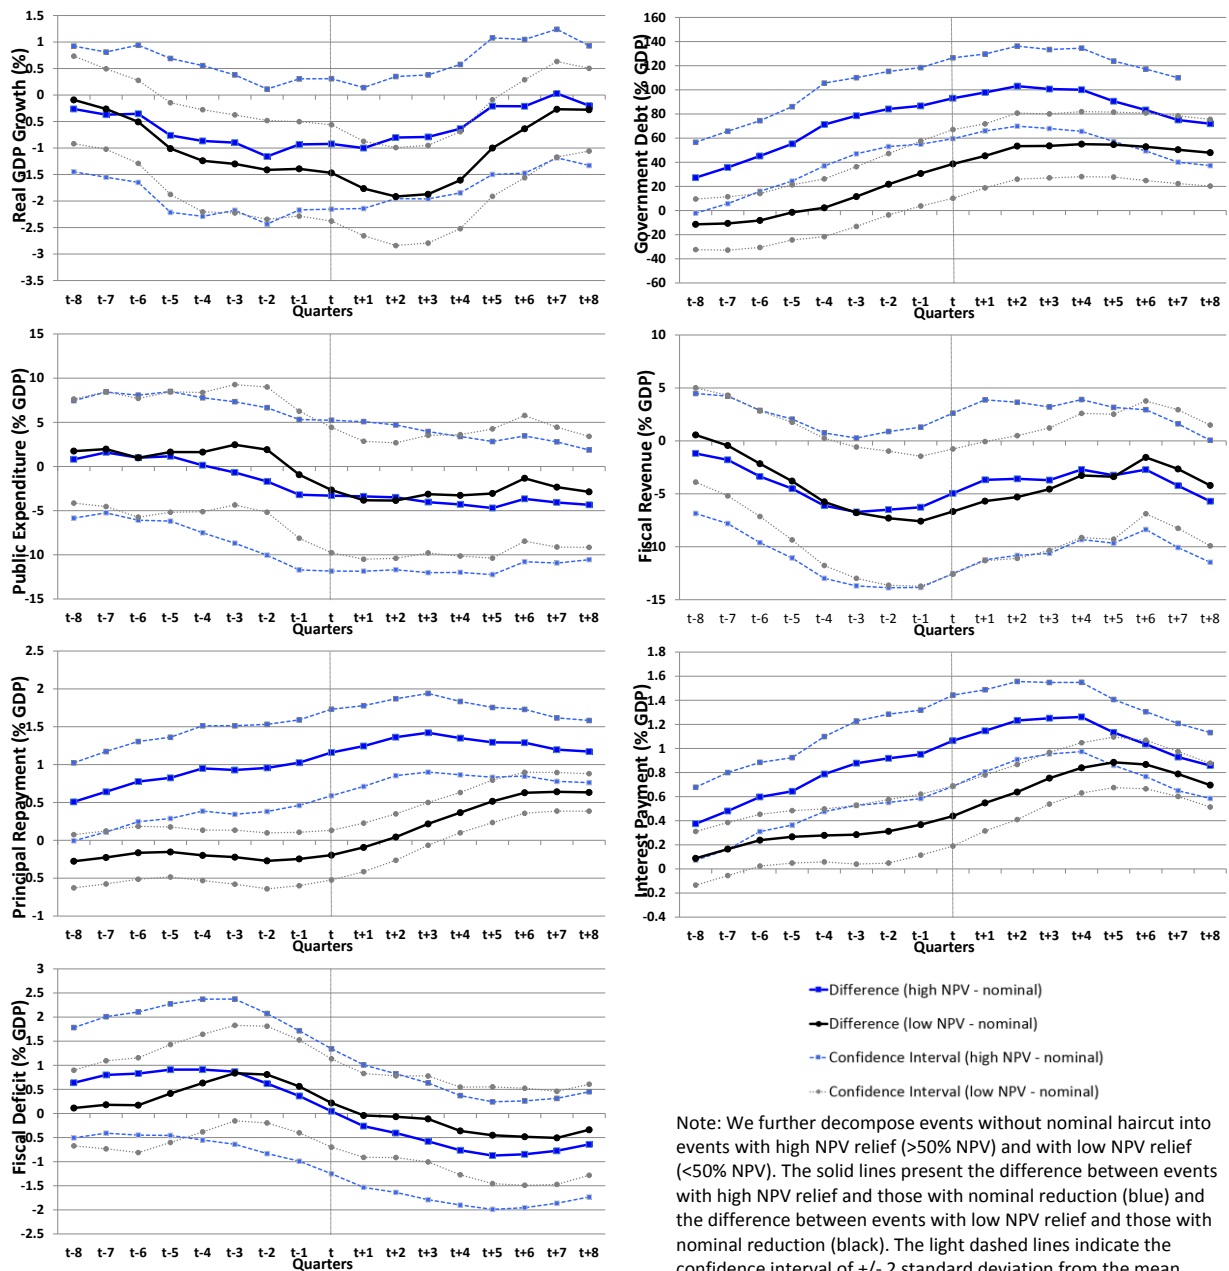 Real GDP Growth (%)
1.5
1
0.5
0
-0.5
-1
-1.5
-2
-2.5
-3
-3.5
t-8 t-7 t-6 t-5 t-4 t-3 t-2 t-1 t t+1 t+2 t+3 t+4 t+5 t+6 t+7 t+8
Quarters
Government Debt (% GDP)
160
140
120
100
80
60
40
20
0
-20
-40
-60
t-8 t-7 t-6 t-5 t-4 t-3 t-2 t-1 t t+1 t+2 t+3 t+4 t+5 t+6 t+7 t+8
Quarters
Public Expenditure (% GDP)
15
10
5
0
-5
-10
-15
t-8 t-7 t-6 t-5 t-4 t-3 t-2 t-1 t t+1 t+2 t+3 t+4 t+5 t+6 t+7 t+8
Quarters
Fiscal Revenue (% GDP)
10
5
0
-5
-10
-15
t-8 t-7 t-6 t-5 t-4 t-3 t-2 t-1 t t+1 t+2 t+3 t+4 t+5 t+6 t+7 t+8
Quarters
Principal Repayment (% GDP)
2.5
2
1.5
1
0.5
0
-0.5
-1
t-8 t-7 t-6 t-5 t-4 t-3 t-2 t-1 t t+1 t+2 t+3 t+4 t+5 t+6 t+7 t+8
Quarters
Interest Payment (% GDP)
1.8
1.6
1.4
1.2
1
0.8
0.6
0.4
0.2
0
-0.2
-0.4
t-8 t-7 t-6 t-5 t-4 t-3 t-2 t-1 t t+1 t+2 t+3 t+4 t+5 t+6 t+7 t+8
Quarters
Fiscal Deficit (% GDP)
3
2.5
2
1.5
1
0.5
0
-0.5
-1
-1.5
-2
-2.5
t-8 t-7 t-6 t-5 t-4 t-3 t-2 t-1 t t+1 t+2 t+3 t+4 t+5 t+6 t+7 t+8
Quarters
Difference (high NPV - nominal)
Difference (low NPV - nominal)
Confidence Interval (high NPV - nominal)
Confidence Interval (low NPV - nominal)
Note: We further decompose events without nominal haircut into
events with high NPV relief (>50% NPV) and with low NPV relief
(<50% NPV). The solid lines present the difference between events
with high NPV relief and those with nominal reduction (blue) and
the difference between events with low NPV relief and those with
nominal reduction (black). The light dashed lines indicate the
confidence interval of +/- 2 standard deviation from the mean